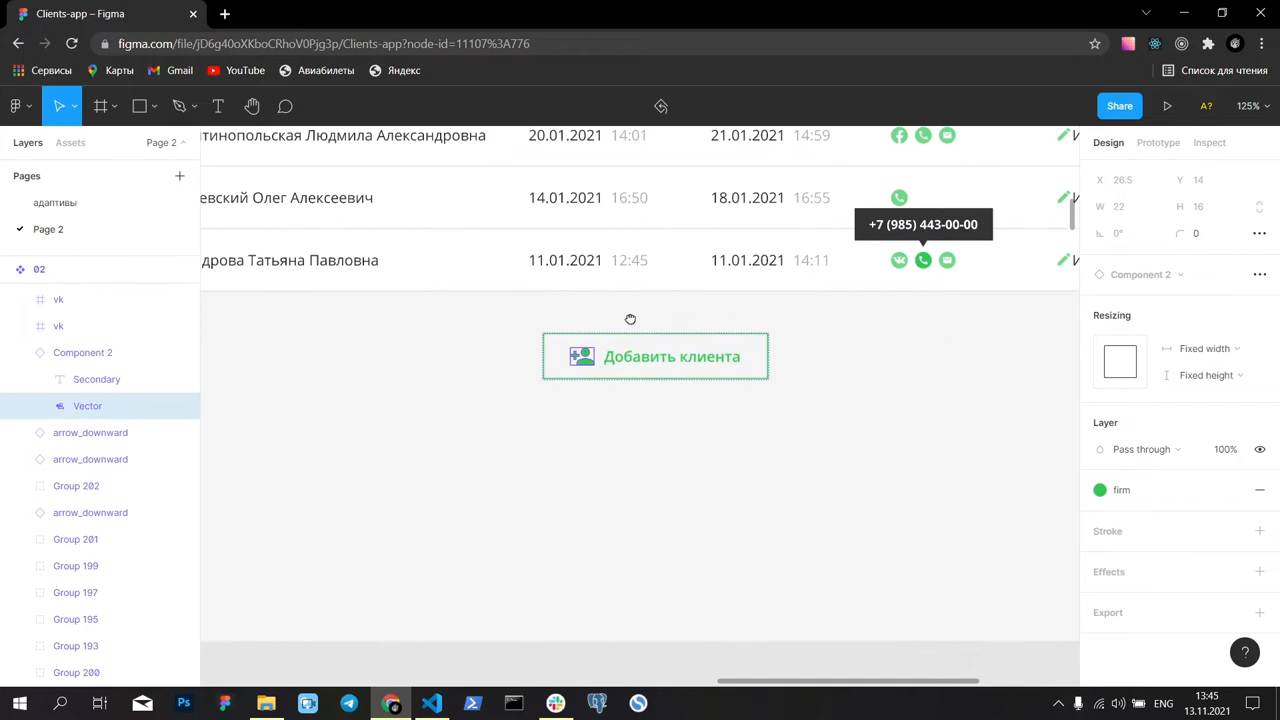 Clients-app – Figma
figma.com/file/jD6g40oXKboCRhoV0Pjg3p/Clients-app?node-id=11107%3A776
Сервисы Карты Gmail YouTube Авиабилеты Яндекс Список для чтения
Share A? 125%
Layers Assets Page 2
Pages
адаптивы
Page 2
02
vk
vk
Component 2
Secondary
Vector
arrow_downward
arrow_downward
Group 202
arrow_downward
Group 201
Group 199
Group 197
Group 195
Group 193
Group 200
тинопольская Людмила Александровна 20.01.2021 14:01 21.01.2021 14:59
евский Олег Алексеевич 14.01.2021 16:50 18.01.2021 16:55
+7 (985) 443-00-00
дрова Татьяна Павловна 11.01.2021 12:45 11.01.2021 14:11
Добавить клиента
Design Prototype Inspect
X 26.5 Y 14
W 22 H 16
0° 0
Component 2
Resizing
Fixed width
Fixed height
Layer
Pass through 100%
firm
Stroke
Effects
Export
?
ENG 13:45
13.11.2021